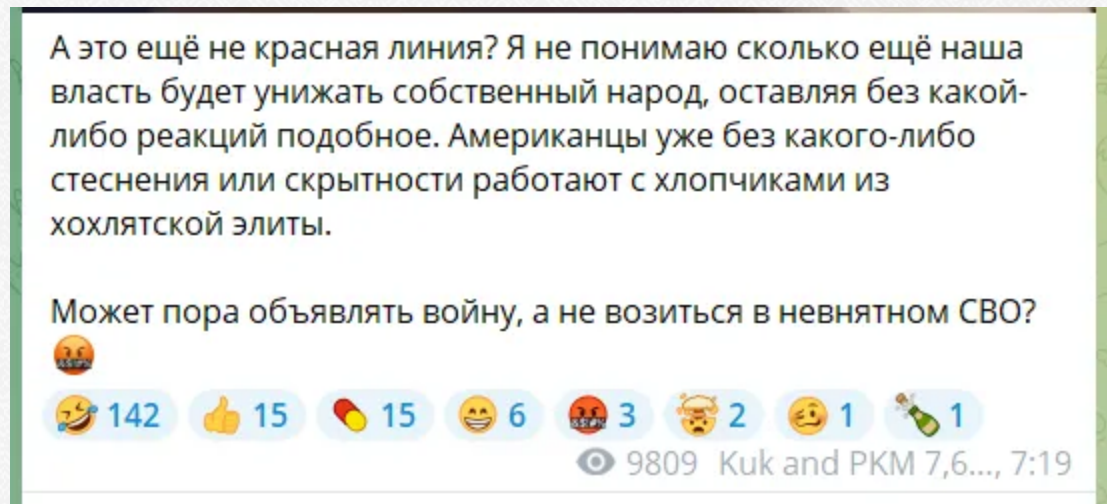 А это ещё не красная линия? Я не понимаю сколько ещё наша
власть будет унижать собственный народ, оставляя без какой-
либо реакций подобное. Американцы уже без какого-либо
стеснения или скрытности работают с хлопчиками из
хохлятской элиты.
Может пора объявлять войну, а не возиться в невнятном СВО?
🤬
🤣 142 👍 15 💊 15 😁 6 🤬 3 🤯 2 🥴 1 🍾 1
9809 Kuk and PKM 7,6..., 7:19